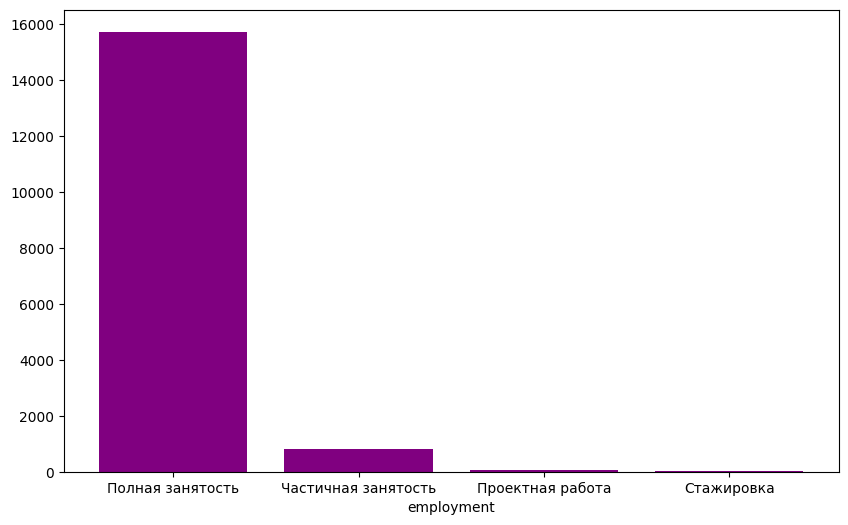 16000
14000
12000
10000
8000
6000
4000
2000
0
Полная занятость
Частичная занятость
Проектная работа
Стажировка
employment